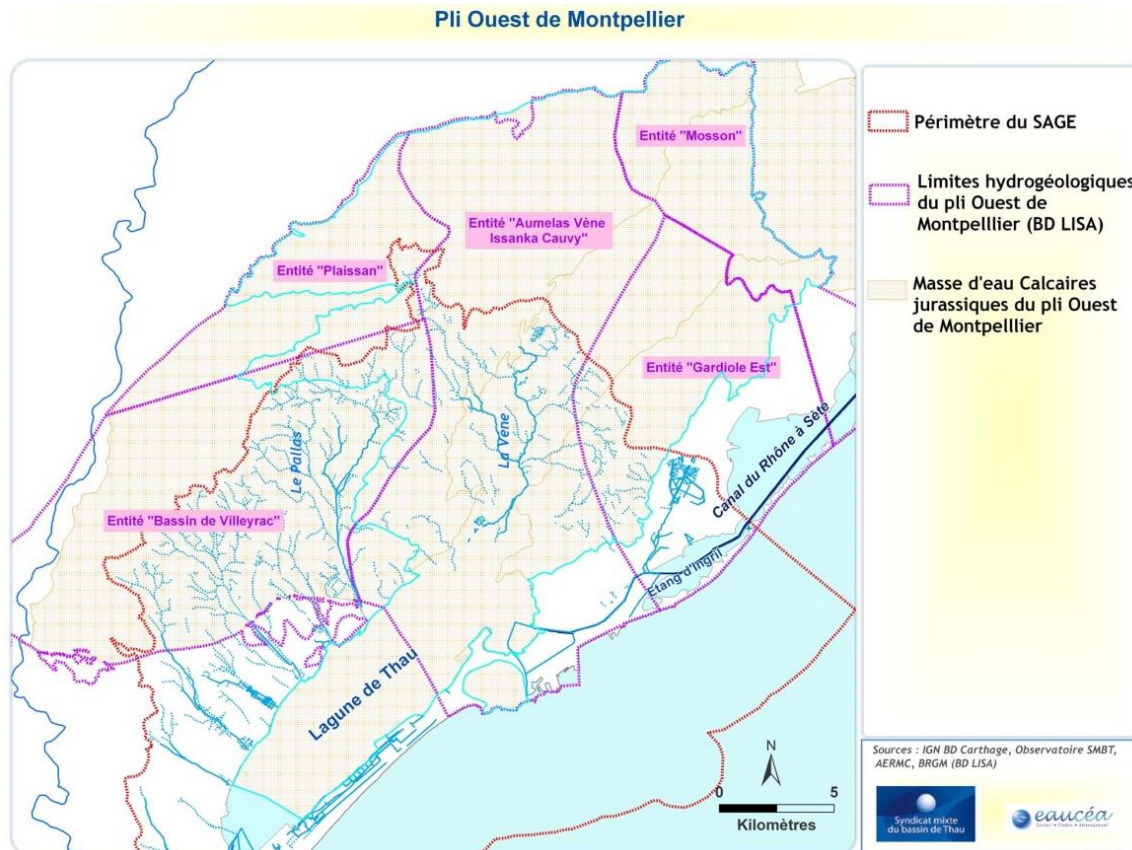 Pli Ouest de Montpellier
Entité "Mosson"
Entité "Aumelas Vène
Issanka Cauvy"
Entité "Plaissan"
Entité "Gardiole Est"
Le Pallas
La Vène
Entité "Bassin de Villeyrac"
Canal du Rhône à Sète
Etang d'Ingril
Lagune de Thau
N
0 5
Kilomètres
Périmètre du SAGE
Limites hydrogéologiques
du pli Ouest de
Montpelllier (BD LISA)
Masse d'eau Calcaires
jurassiques du pli Ouest
de Montpelllier
Sources : IGN BD Carthage, Observatoire SMBT,
AERMC, BRGM (BD LISA)
Syndicat mixte
du bassin de Thau
eaucéa
Conseil • Etudes • Aménagement